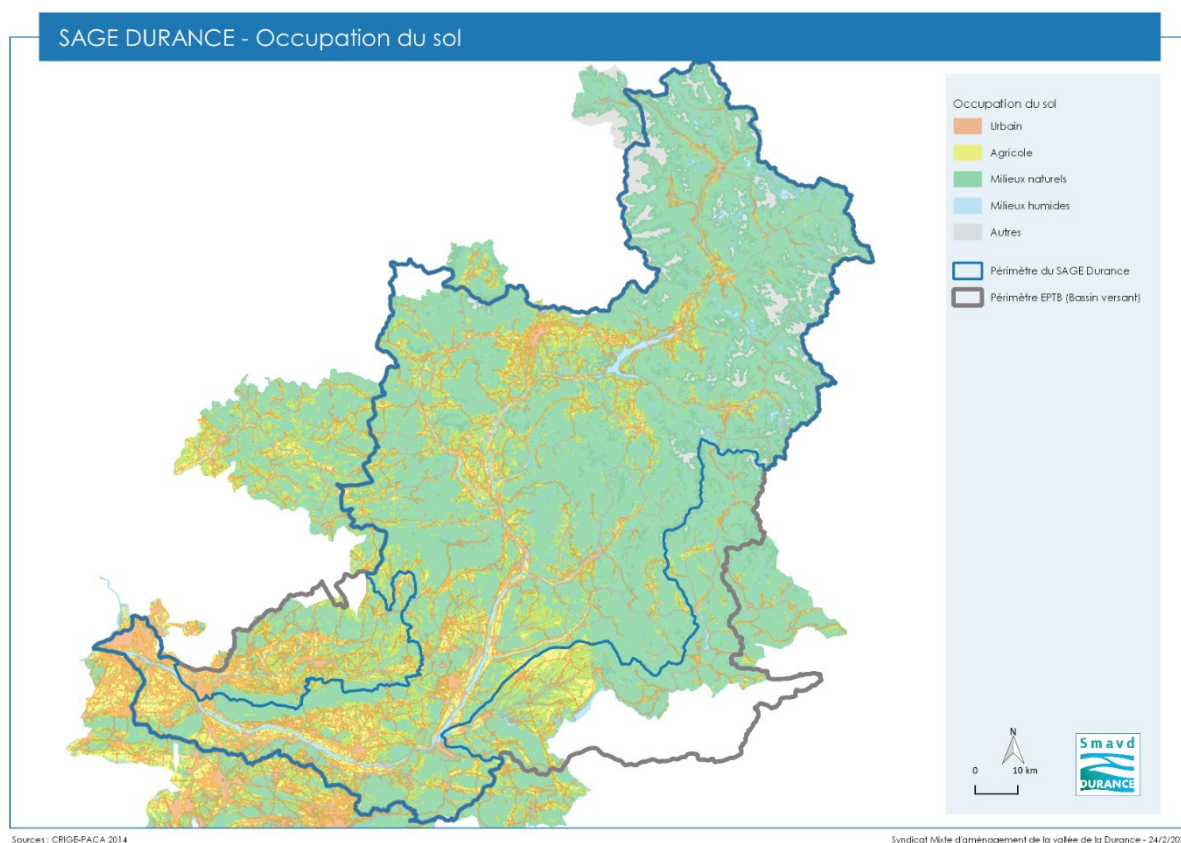 SAGE DURANCE - Occupation du sol
Occupation du sol
Urbain
Agricole
Milieux naturels
Milieux humides
Autres
Périmètre du SAGE Durance
Périmètre EPTB (Bassin versant)
N
0 10 km
Smavd
DURANCE
Sources : CRIGE-PACA 2014
Syndicat Mixte d'aménagement de la vallée de la Durance - 24/2/20